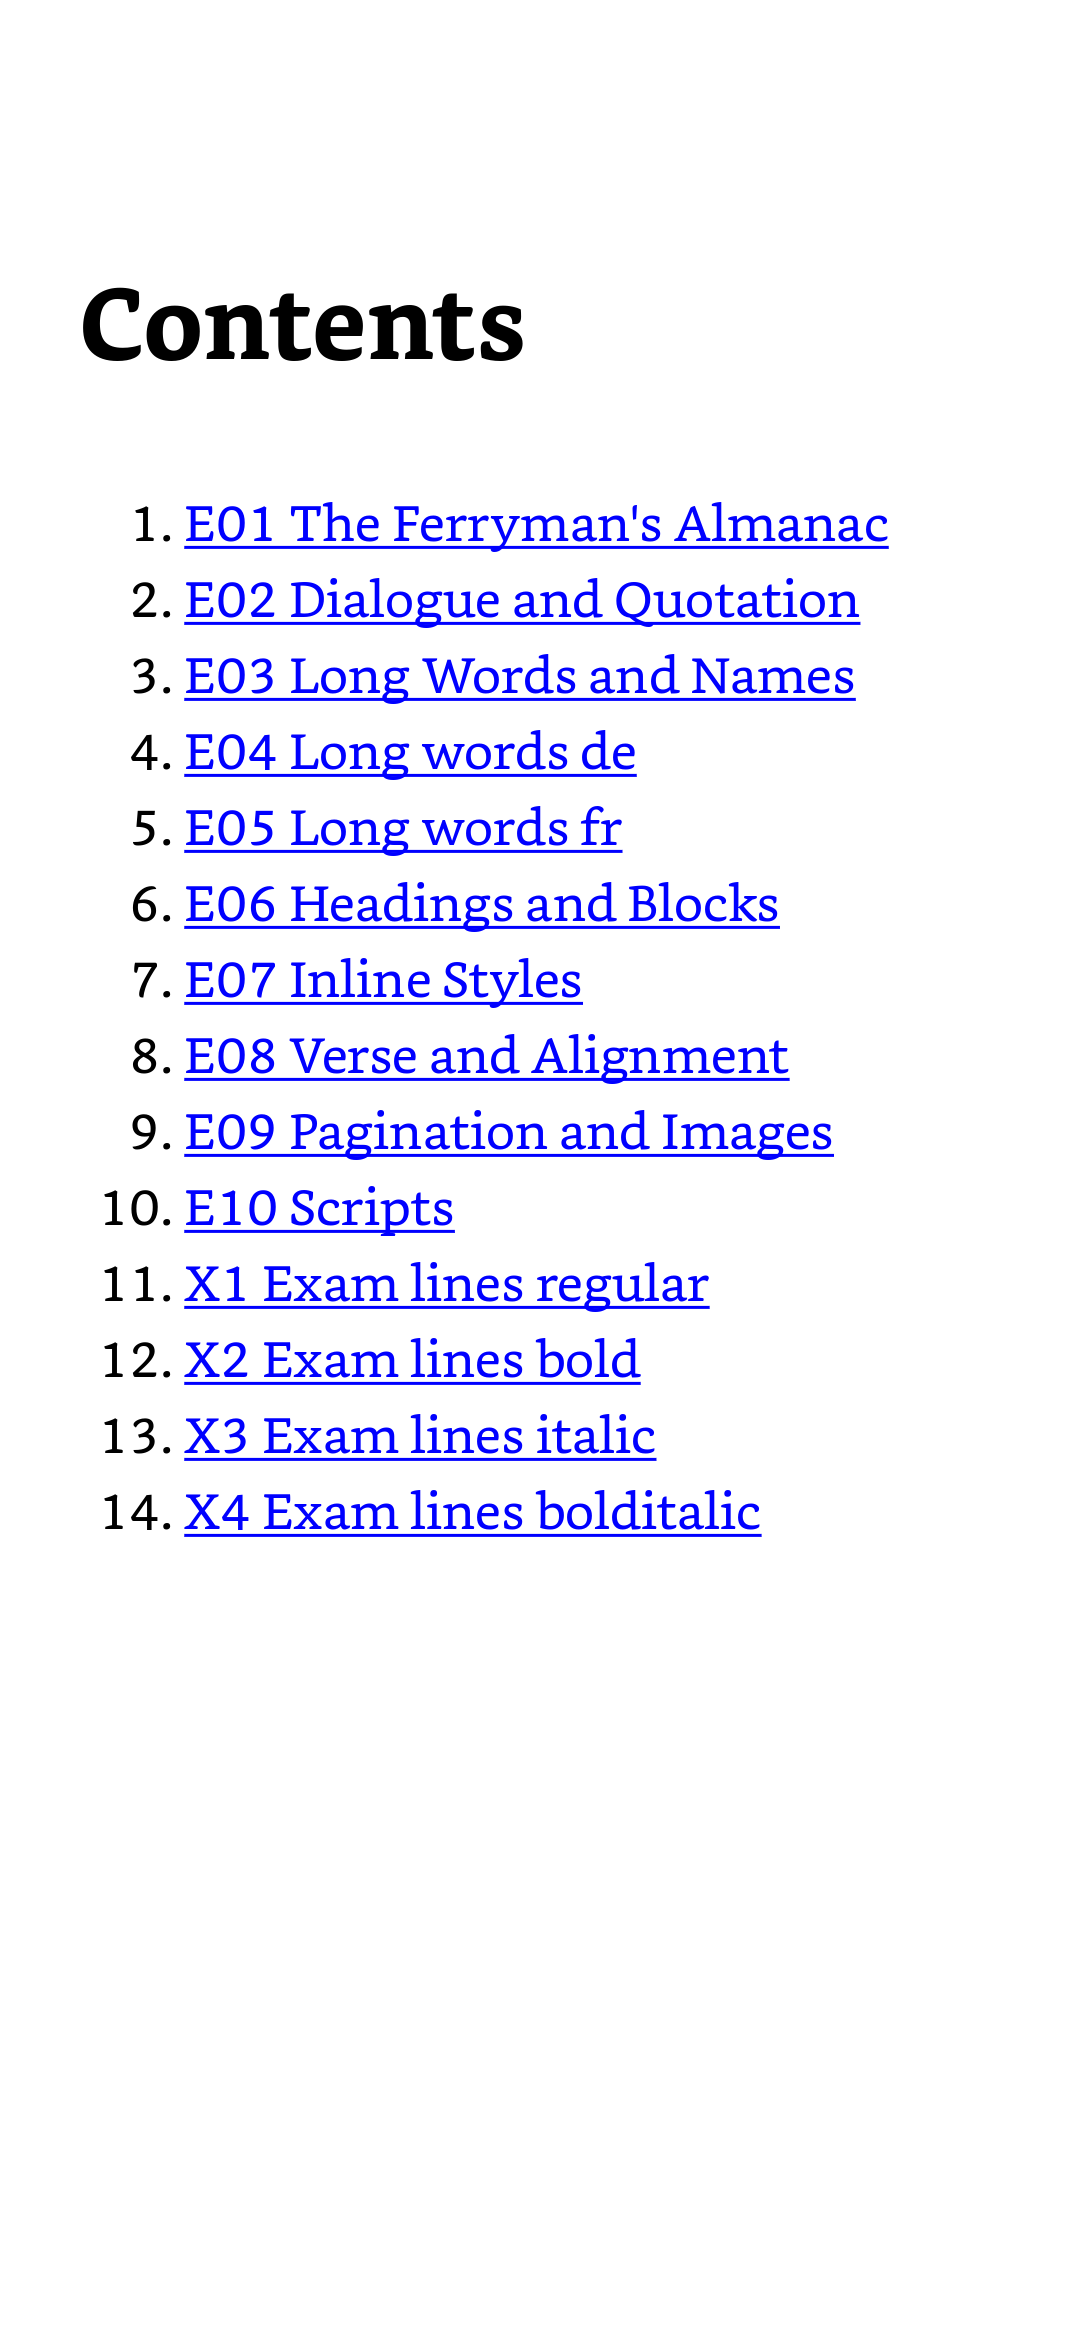 Contents
1. E01 The Ferryman's Almanac
2. E02 Dialogue and Quotation
3. E03 Long Words and Names
4. E04 Long words de
5. E05 Long words fr
6. E06 Headings and Blocks
7. E07 Inline Styles
8. E08 Verse and Alignment
9. E09 Pagination and Images
10. E10 Scripts
11. X1 Exam lines regular
12. X2 Exam lines bold
13. X3 Exam lines italic
14. X4 Exam lines bolditalic